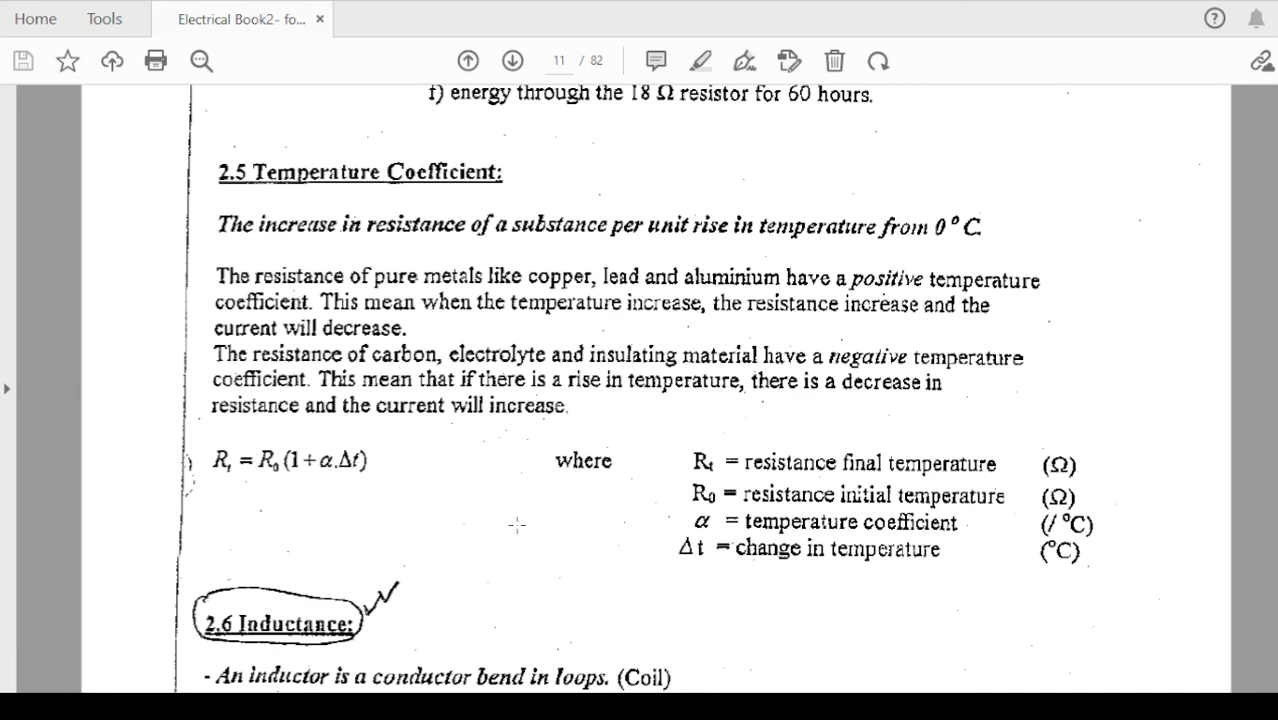 Home Tools Electrical Book2- fo... ×
11 / 82
f) energy through the 18 Ω resistor for 60 hours.
2.5 Temperature Coefficient:
The increase in resistance of a substance per unit rise in temperature from 0 ° C.
The resistance of pure metals like copper, lead and aluminium have a positive temperature
coefficient. This mean when the temperature increase, the resistance increase and the
current will decrease.
The resistance of carbon, electrolyte and insulating material have a negative temperature
coefficient. This mean that if there is a rise in temperature, there is a decrease in
resistance and the current will increase.
Rₜ = R₀ (1 + α.Δt) where Rₜ = resistance final temperature (Ω)
R₀ = resistance initial temperature (Ω)
α = temperature coefficient (/ °C)
Δ t = change in temperature (°C)
2.6 Inductance:
- An inductor is a conductor bend in loops. (Coil)